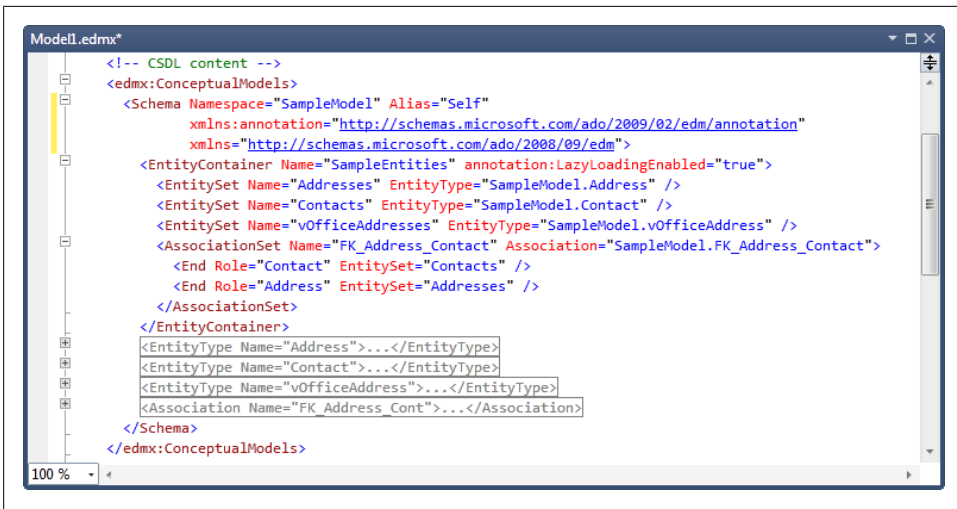 Model1.edmx*
<!-- CSDL content -->
<edmx:ConceptualModels>
<Schema Namespace="SampleModel" Alias="Self"
xmlns:annotation="http://schemas.microsoft.com/ado/2009/02/edm/annotation"
xmlns="http://schemas.microsoft.com/ado/2008/09/edm">
<EntityContainer Name="SampleEntities" annotation:LazyLoadingEnabled="true">
<EntitySet Name="Addresses" EntityType="SampleModel.Address" />
<EntitySet Name="Contacts" EntityType="SampleModel.Contact" />
<EntitySet Name="vOfficeAddresses" EntityType="SampleModel.vOfficeAddress" />
<AssociationSet Name="FK_Address_Contact" Association="SampleModel.FK_Address_Contact">
<End Role="Contact" EntitySet="Contacts" />
<End Role="Address" EntitySet="Addresses" />
</AssociationSet>
</EntityContainer>
<EntityType Name="Address">...</EntityType>
<EntityType Name="Contact">...</EntityType>
<EntityType Name="vOfficeAddress">...</EntityType>
<Association Name="FK_Address_Cont">...</Association>
</Schema>
</edmx:ConceptualModels>
100 %